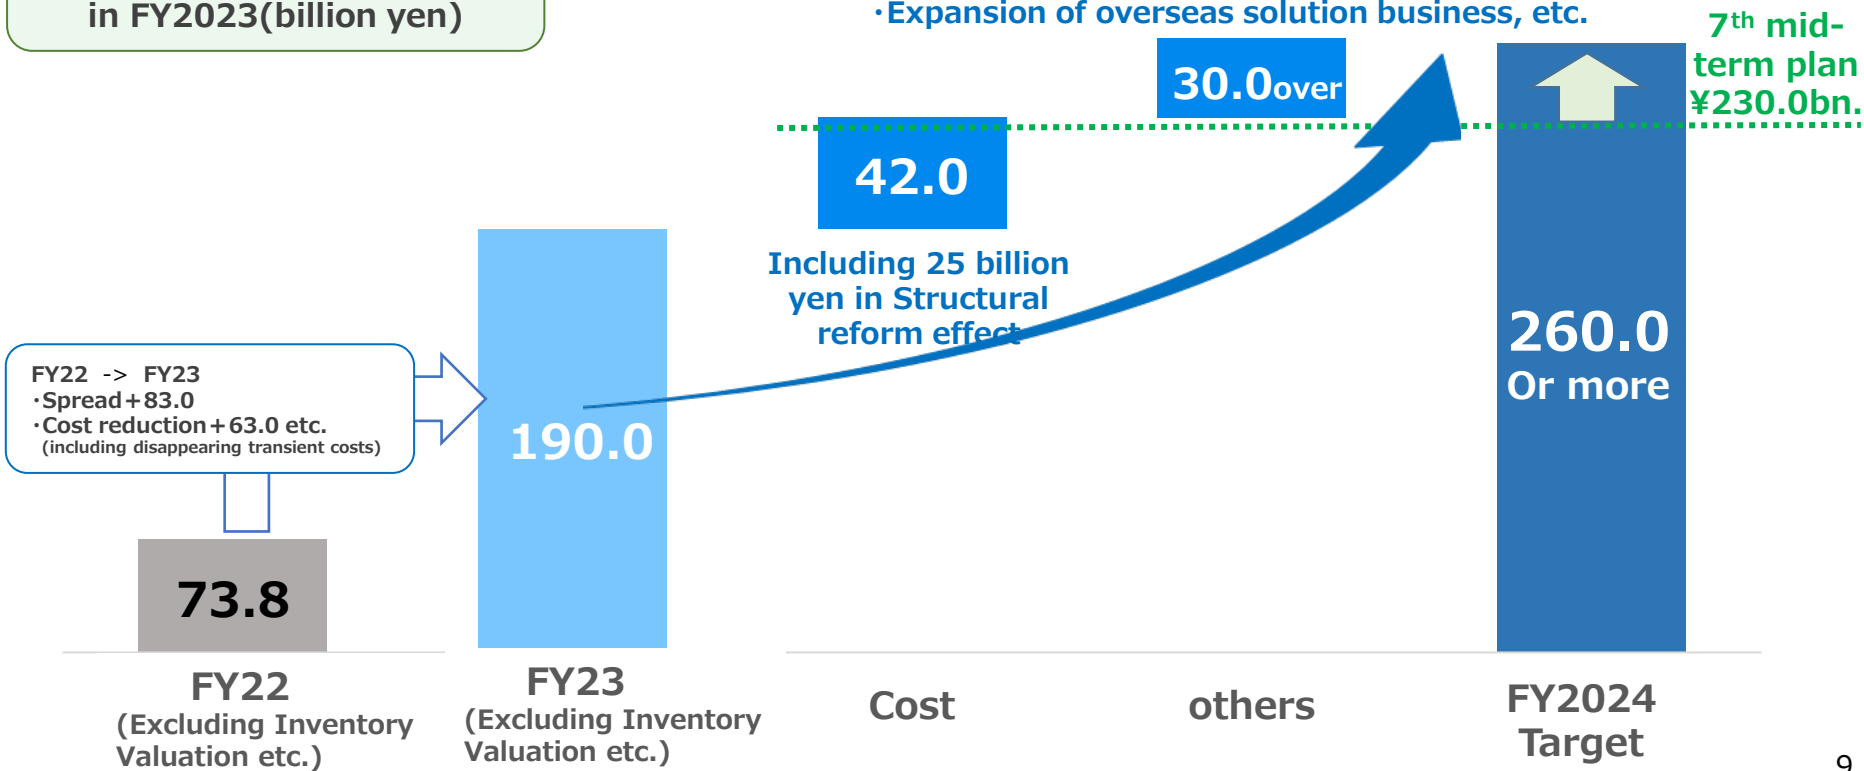 in FY2023(billion yen)
・Expansion of overseas solution business, etc.
7th mid-
term plan
¥230.0bn.
30.0over
42.0
Including 25 billion
yen in Structural
reform effect
260.0
Or more
FY22 -> FY23
・Spread＋83.0
・Cost reduction＋63.0 etc.
(including disappearing transient costs)
190.0
73.8
FY22
(Excluding Inventory
Valuation etc.)
FY23
(Excluding Inventory
Valuation etc.)
Cost
others
FY2024
Target
9